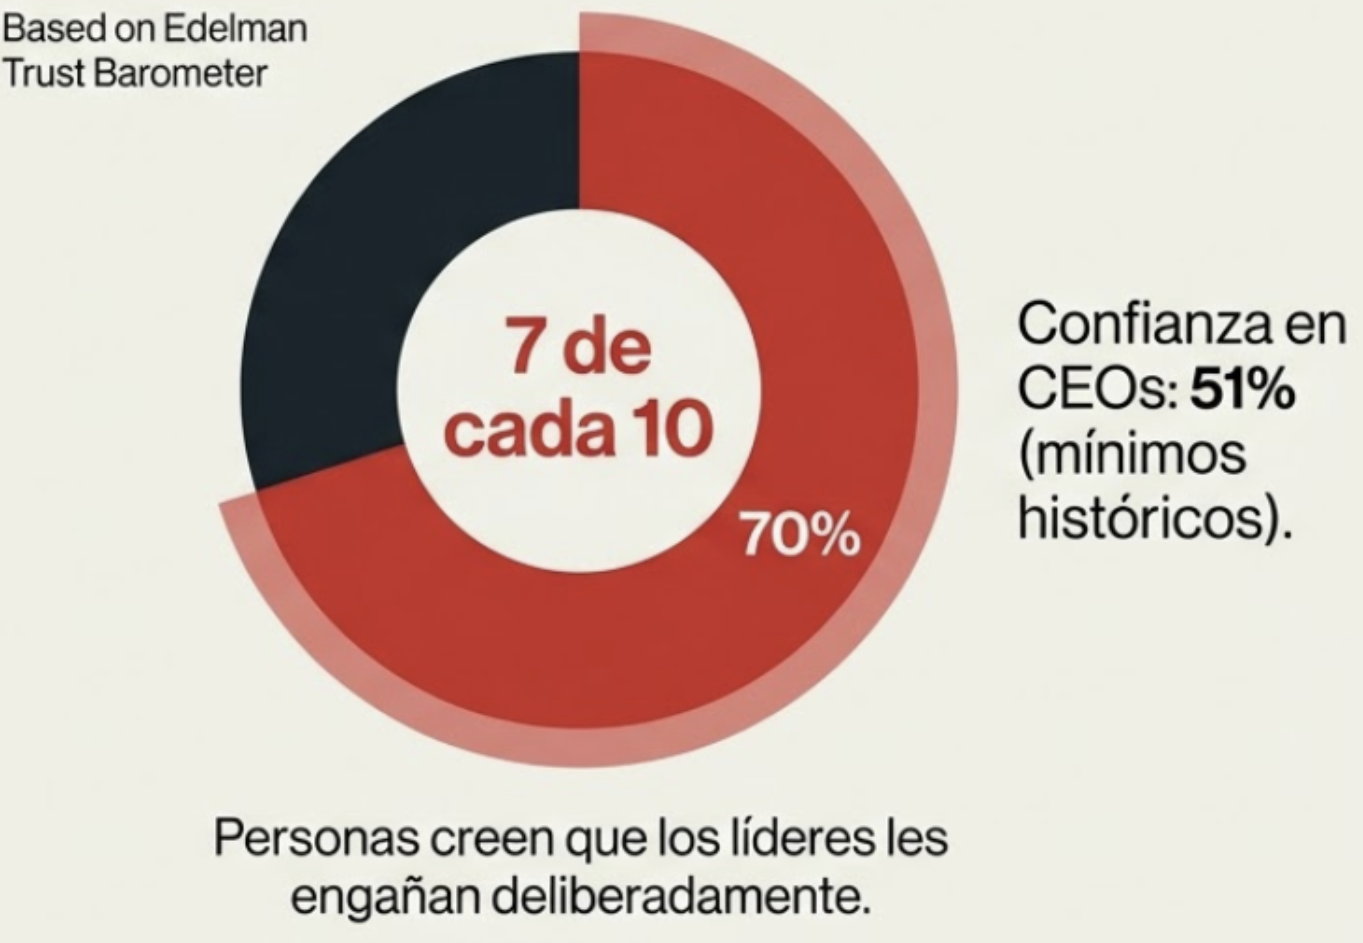 Based on Edelman
Trust Barometer
7 de
cada 10
70%
Confianza en
CEOs: 51%
(mínimos
históricos).
Personas creen que los líderes les
engañan deliberadamente.